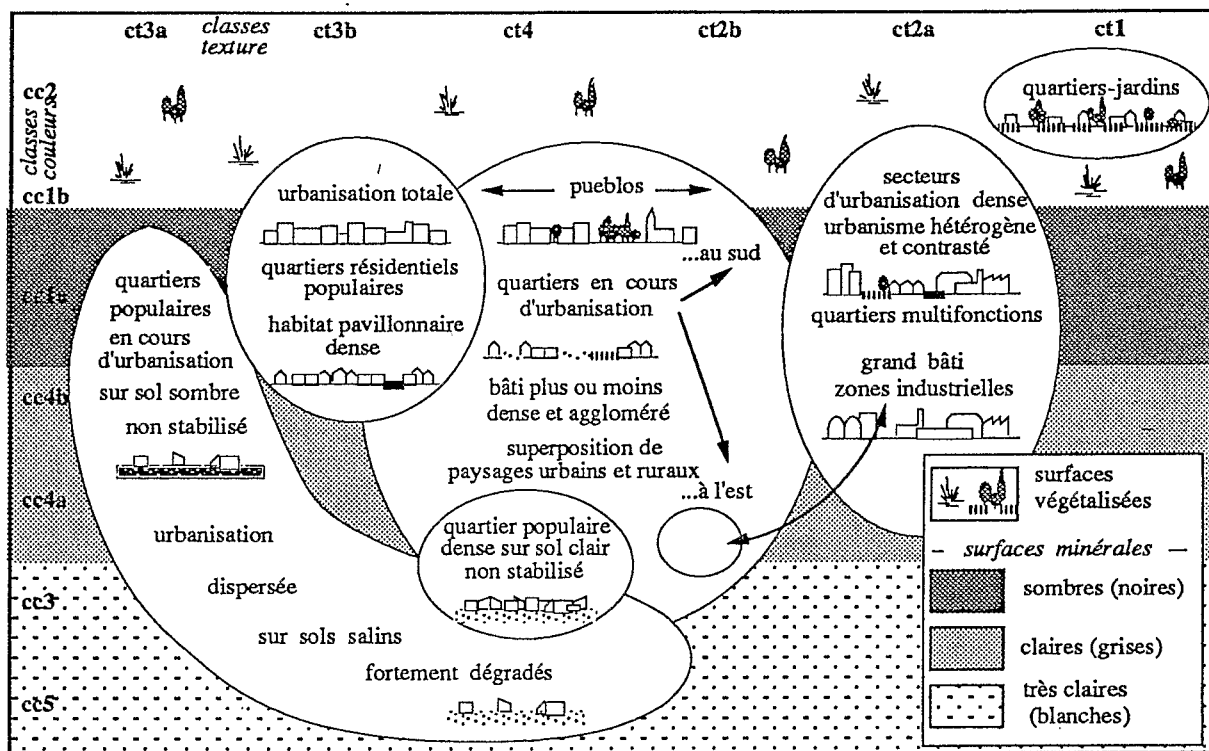 ct3a
classes
texture
ct3b
ct4
ct2b
ct2a
ct1
cc2
classes
couleurs
cc1b
cc4b
cc4a
cc3
cc5
quartiers-jardins
urbanisation totale
quartiers résidentiels
populaires
habitat pavillonnaire
dense
pueblos
...au sud
quartiers en cours
d'urbanisation
bâti plus ou moins
dense et aggloméré
superposition de
paysages urbains et ruraux
...à l'est
secteurs
d'urbanisation dense
urbanisme hétérogène
et contrasté
quartiers multifonctions
grand bâti
zones industrielles
quartiers
populaires
en cours
d'urbanisation
sur sol sombre
non stabilisé
urbanisation
dispersée
sur sols salins
fortement dégradés
quartier populaire
dense sur sol clair
non stabilisé
surfaces
végétalisées
– surfaces minérales —
sombres (noires)
claires (grises)
très claires
(blanches)